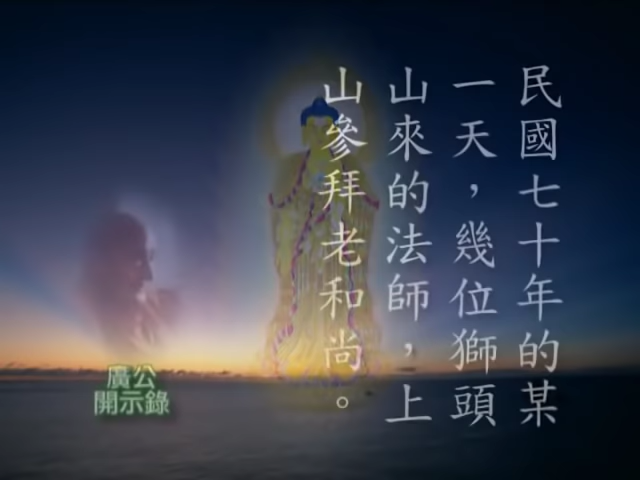 民國七十年的某
一天，幾位獅頭
山來的法師，上
山參拜老和尚。
廣公
開示錄